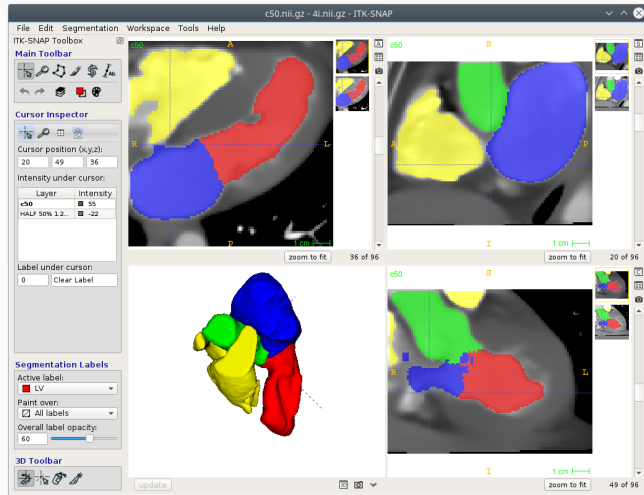 c50.nii.gz - 4i.nii.gz - ITK-SNAP
File Edit Segmentation Workspace Tools Help
ITK-SNAP Toolbox
Main Toolbar
Cursor Inspector
Cursor position (x,y,z):
20 49 36
Intensity under cursor:
Layer Intensity
c50 55
HALF 50% 1.2... -22
Label under cursor:
0 Clear Label
Segmentation Labels
Active label:
LV
Paint over:
All labels
Overall label opacity:
60
3D Toolbar
c50
A
R
L
P
1 cm
A
zoom to fit
36 of 96
c50
S
A
P
I
1 cm
S
zoom to fit
20 of 96
update
3D
c50
S
R
L
I
1 cm
C
zoom to fit
49 of 96